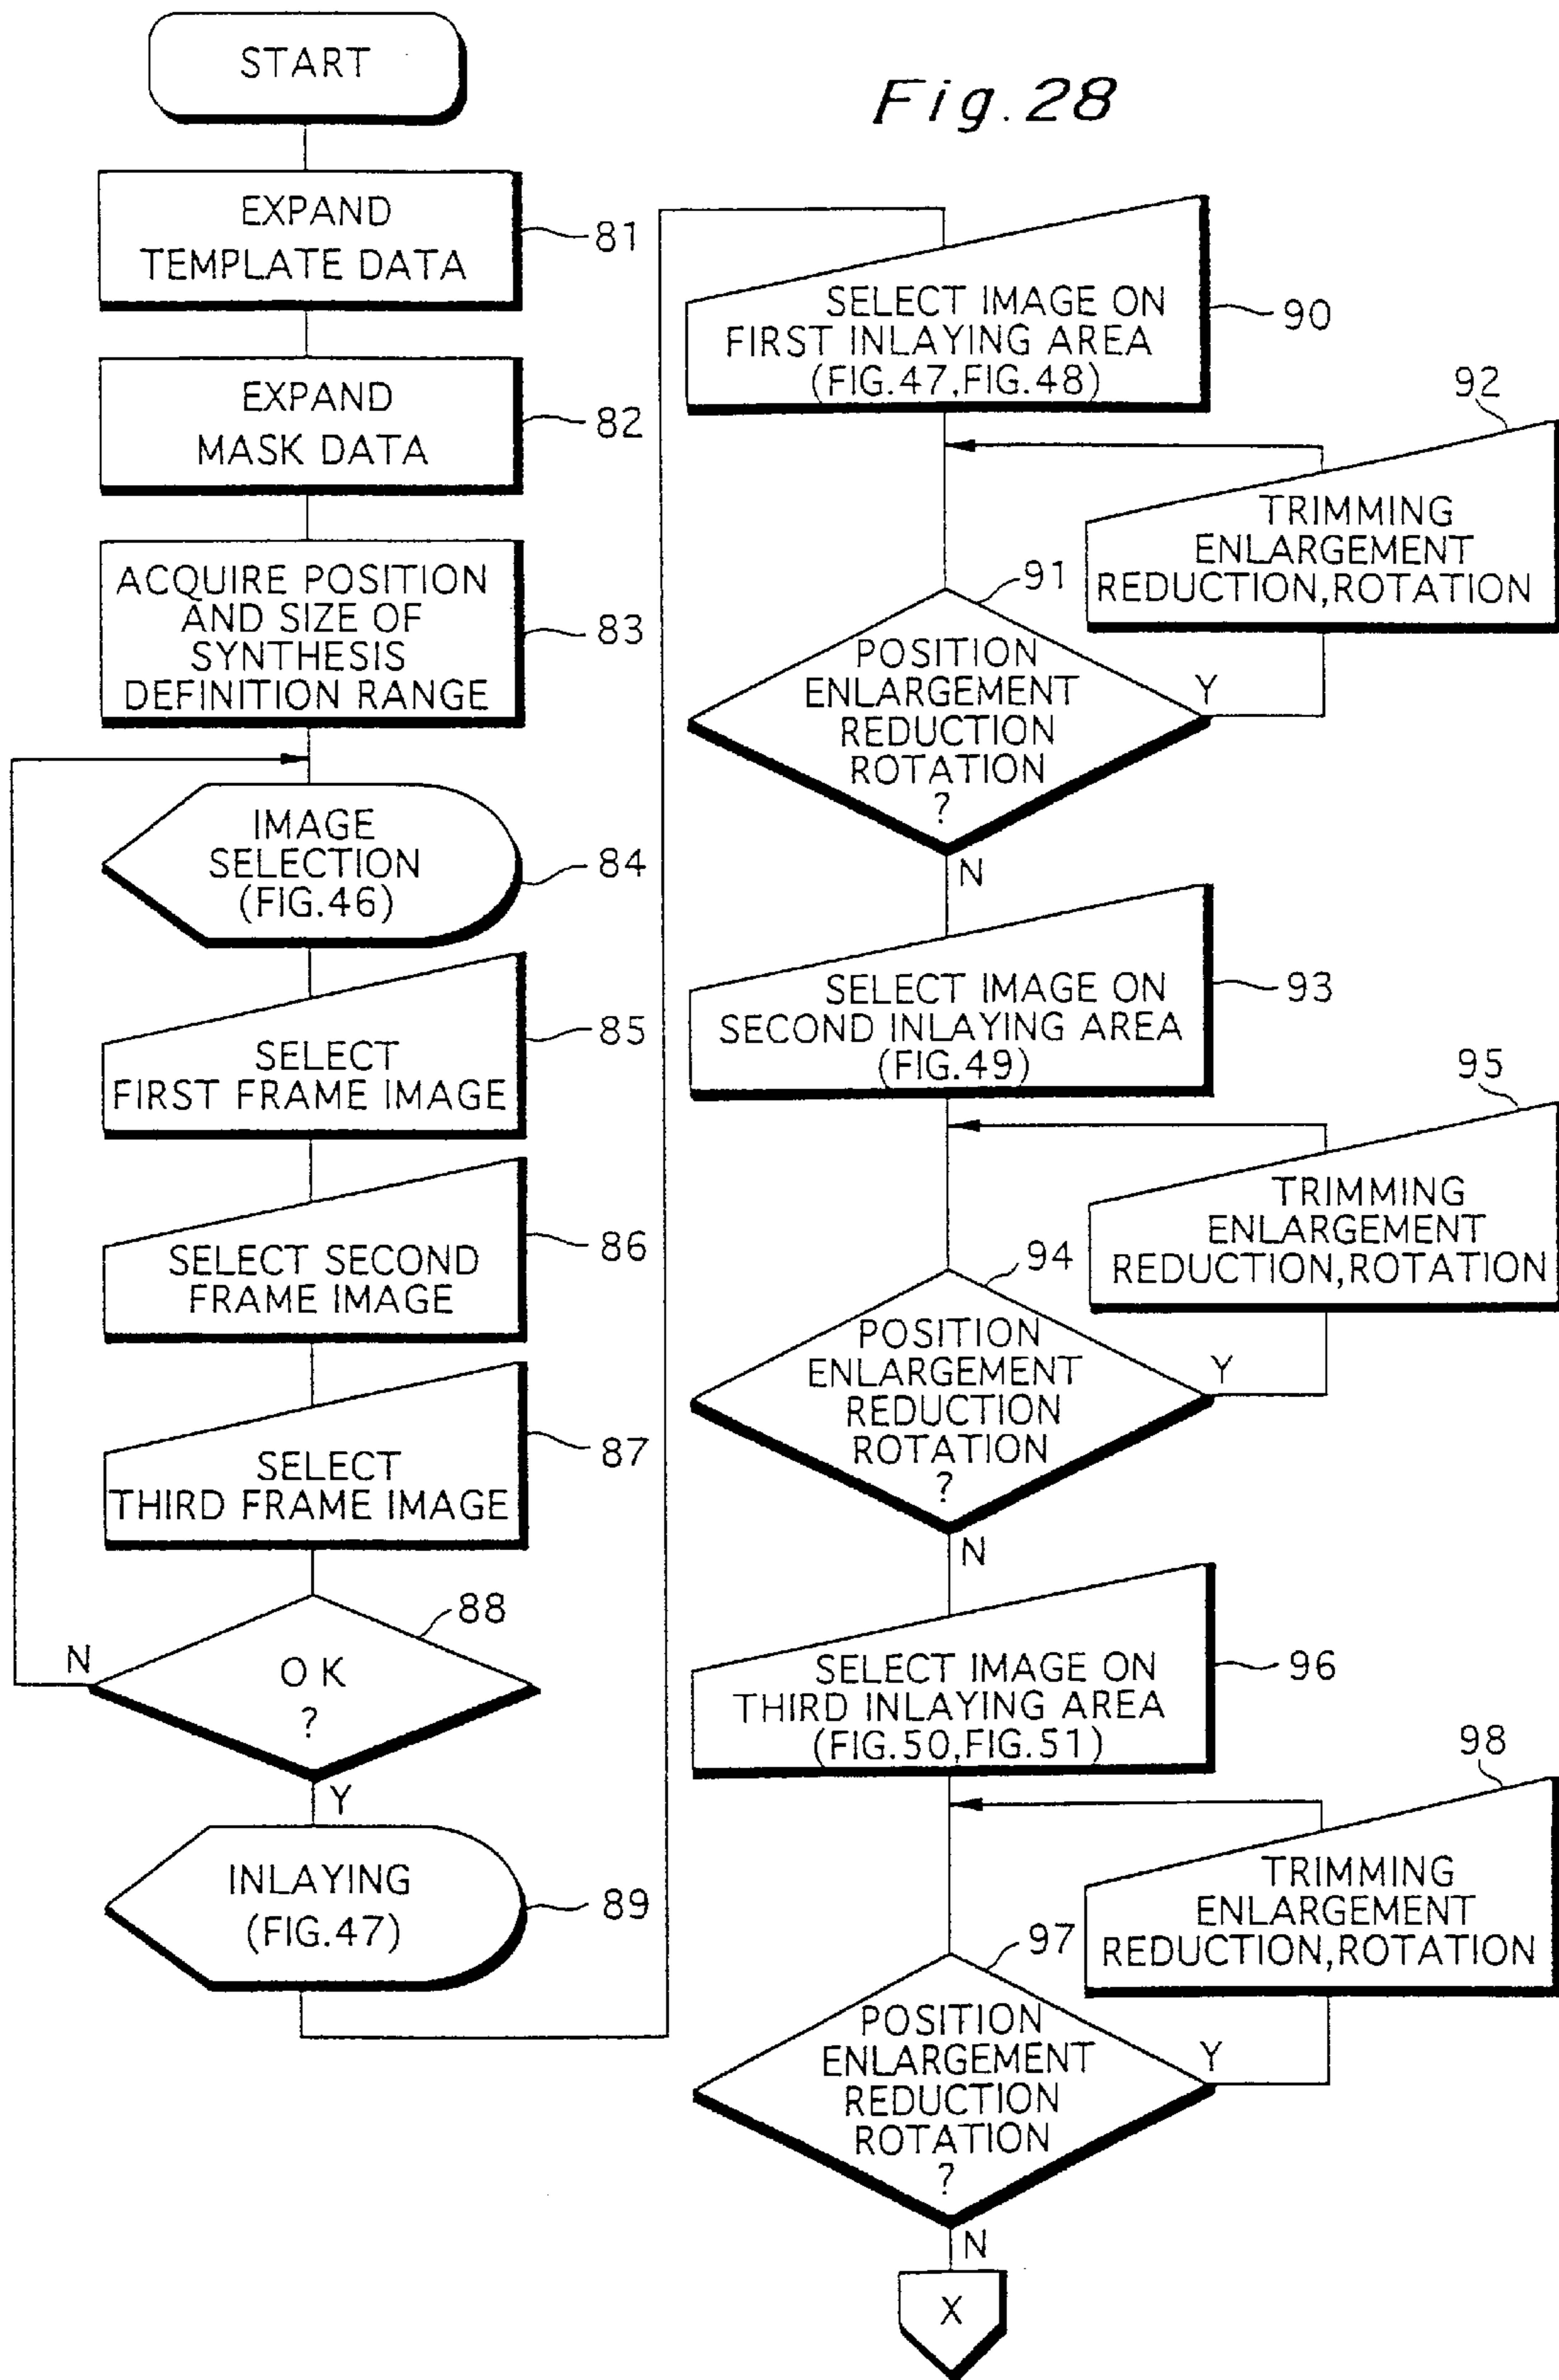 Fig. 28
START
EXPAND
TEMPLATE DATA
81
EXPAND
MASK DATA
82
ACQUIRE POSITION
AND SIZE OF
SYNTHESIS
DEFINITION RANGE
83
IMAGE
SELECTION
(FIG.46)
84
SELECT
FIRST FRAME IMAGE
85
SELECT SECOND
FRAME IMAGE
86
SELECT
THIRD FRAME IMAGE
87
OK
?
88
N
Y
INLAYING
(FIG.47)
89
SELECT IMAGE ON
FIRST INLAYING AREA
(FIG.47,FIG.48)
90
POSITION
ENLARGEMENT
REDUCTION
ROTATION
?
91
Y
N
TRIMMING
ENLARGEMENT
REDUCTION,ROTATION
92
SELECT IMAGE ON
SECOND INLAYING AREA
(FIG.49)
93
POSITION
ENLARGEMENT
REDUCTION
ROTATION
?
94
Y
N
TRIMMING
ENLARGEMENT
REDUCTION,ROTATION
95
SELECT IMAGE ON
THIRD INLAYING AREA
(FIG.50,FIG.51)
96
POSITION
ENLARGEMENT
REDUCTION
ROTATION
?
97
Y
N
TRIMMING
ENLARGEMENT
REDUCTION,ROTATION
98
X